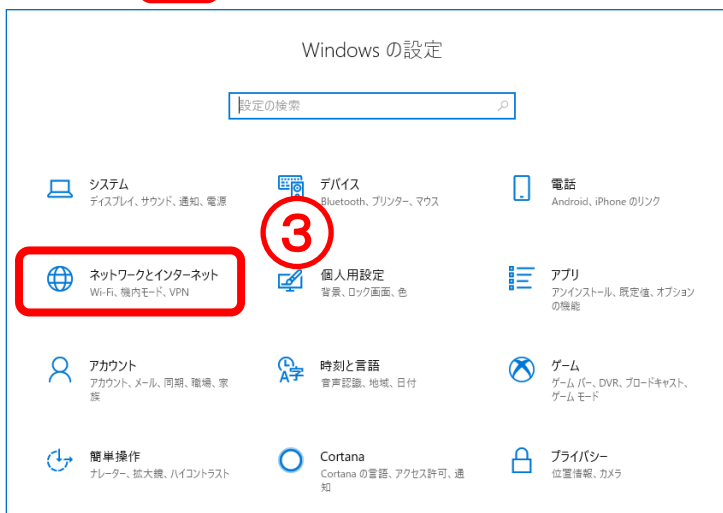 Windows の設定
設定の検索
システム
ディスプレイ、サウンド、通知、電源
デバイス
Bluetooth、プリンター、マウス
電話
Android、iPhone のリンク
③
ネットワークとインターネット
Wi-Fi、機内モード、VPN
個人用設定
背景、ロック画面、色
アプリ
アンインストール、既定値、オプション
の機能
アカウント
アカウント、メール、同期、職場、家
族
時刻と言語
音声認識、地域、日付
ゲーム
ゲーム バー、DVR、ブロードキャスト、
ゲーム モード
簡単操作
ナレーター、拡大鏡、ハイコントラスト
Cortana
Cortana の言語、アクセス許可、通
知
プライバシー
位置情報、カメラ